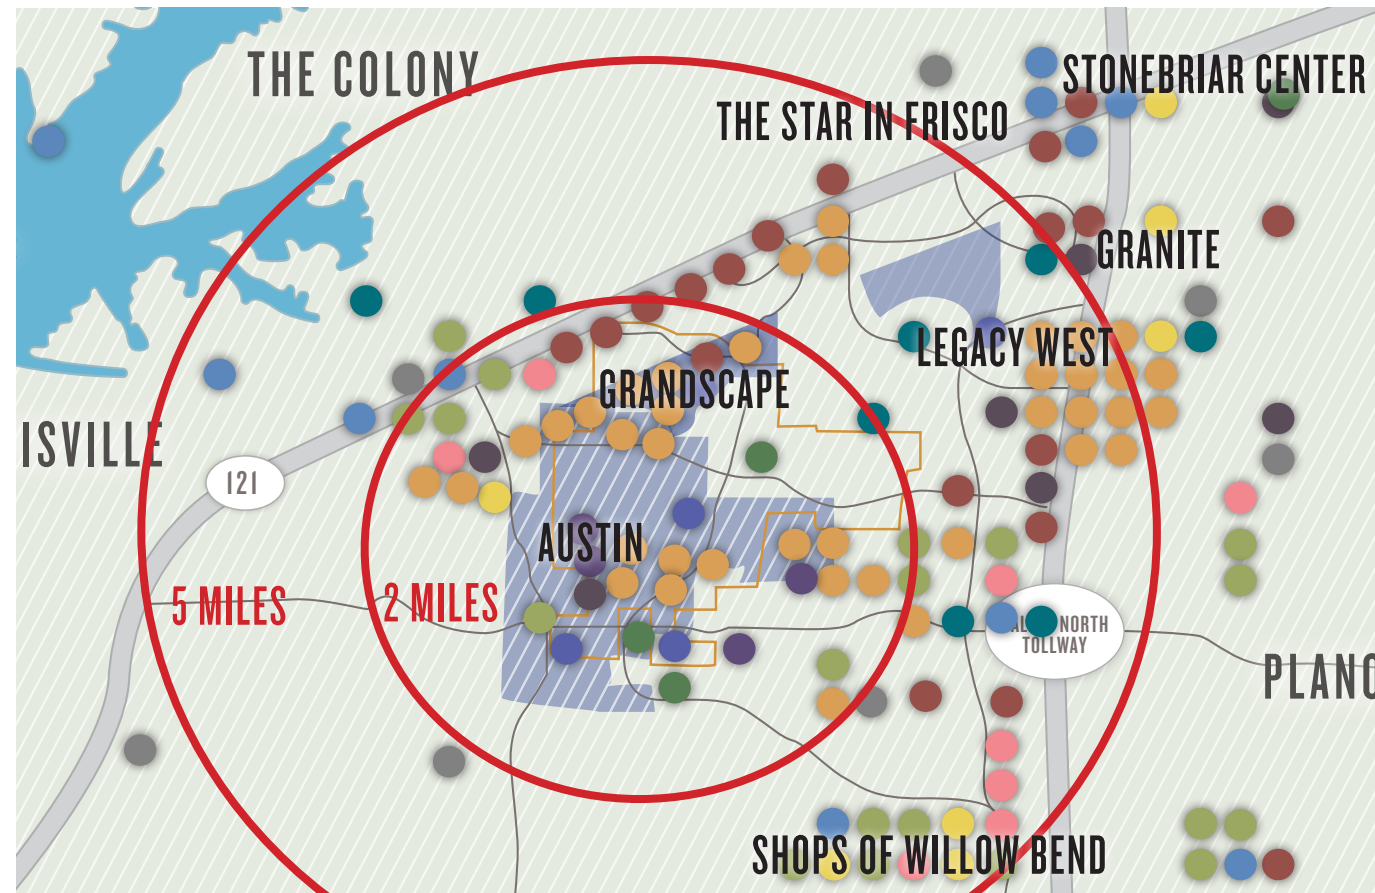 THE COLONY
STONEBRIAR CENTER
THE STAR IN FRISCO
GRANITE
LEGACY WEST
GRANDSCAPE
ISVILLE
121
AUSTIN
5 MILES
2 MILES
NORTH
TOLLWAY
PLANO
SHOPS OF WILLOW BEND